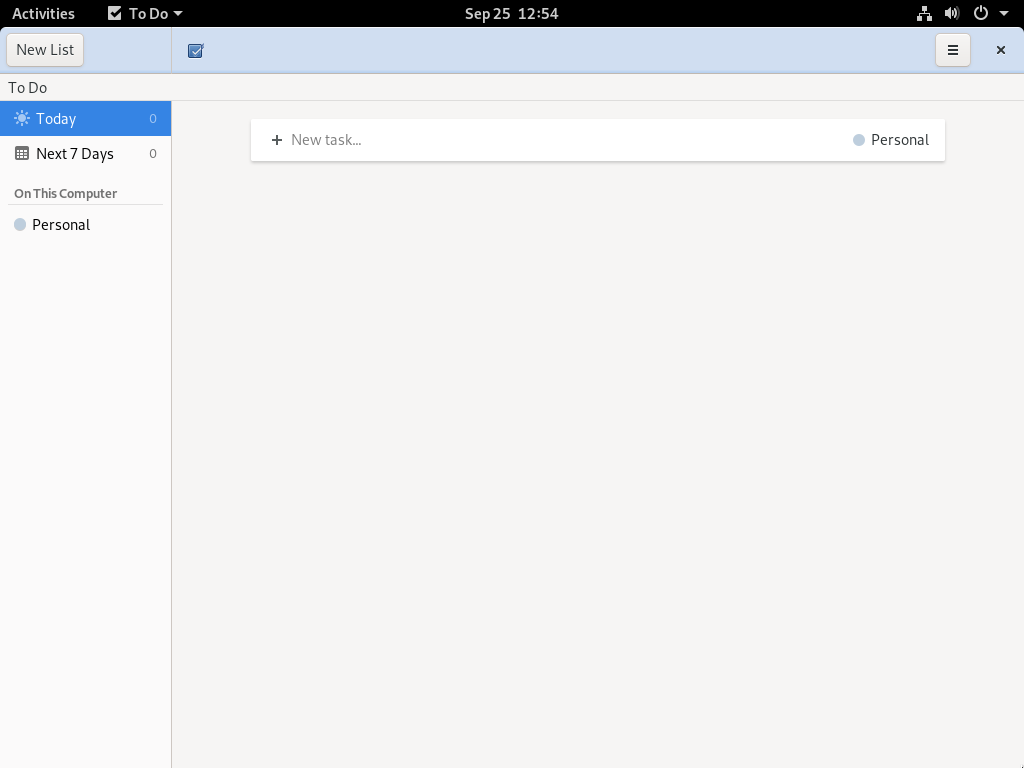 Activities To Do Sep 25 12:54
New List
To Do
Today 0
Next 7 Days 0
On This Computer
Personal
New task... Personal